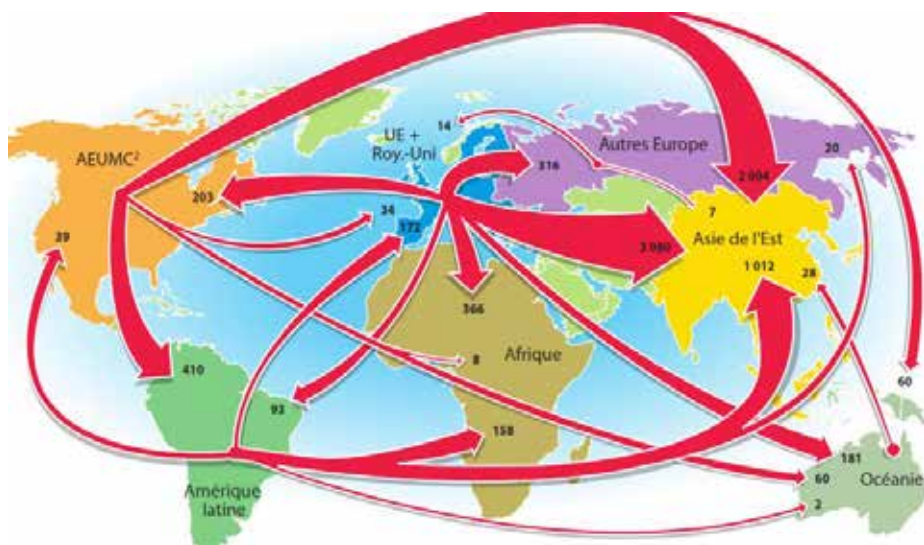 14
UE +
Roy.-Uni
Autres Europe
20
AEUMC²
316
203
2 004
34
7
39
172
3 080
Asie de l'Est
1 012
28
366
Afrique
8
410
60
93
158
181
60
Océanie
2
Amérique
latine